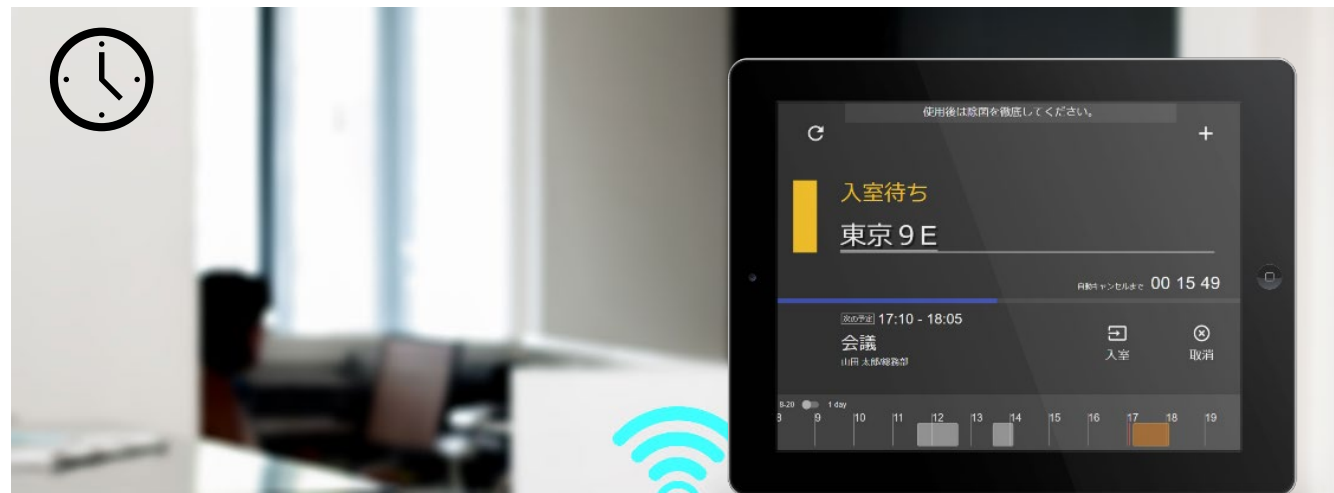 使用後は除菌を徹底してください。
入室待ち
東京9E
自動キャンセルまで 00 15 49
次の予定 17:10 - 18:05
会議
山田 太郎/総務部
入室 取消
8-20 1 day
8 9 10 11 12 13 14 15 16 17 18 19